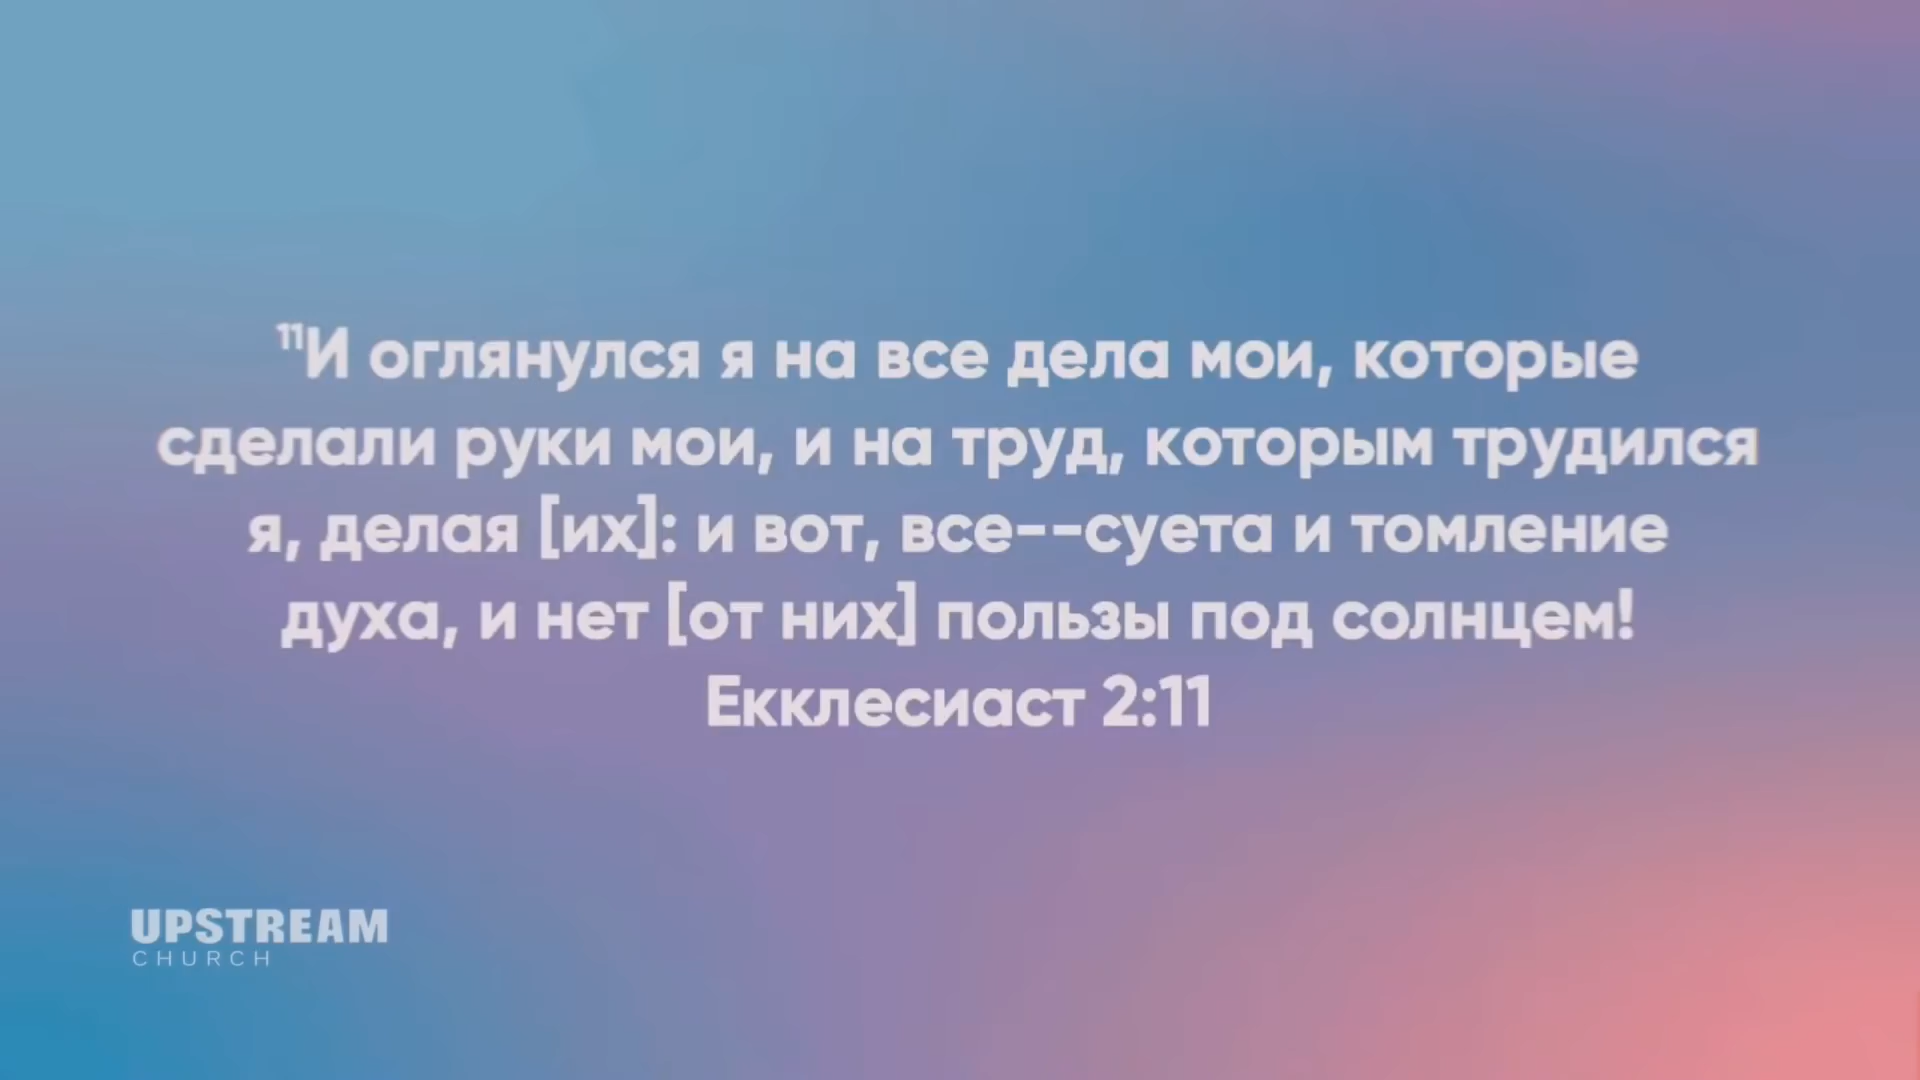 ¹¹И оглянулся я на все дела мои, которые
сделали руки мои, и на труд, которым трудился
я, делая [их]: и вот, все--суета и томление
духа, и нет [от них] пользы под солнцем!
Екклесиаст 2:11
UPSTREAM
CHURCH